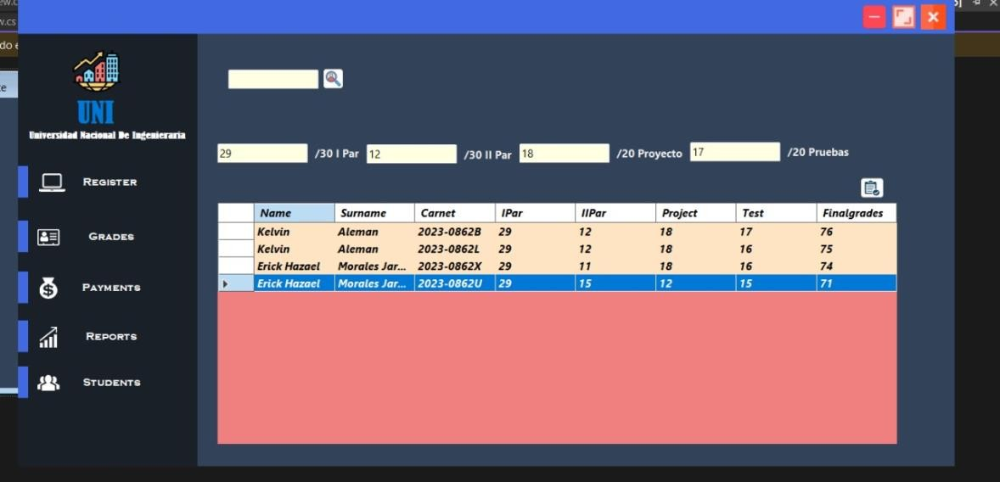 UNI
Universidad Nacional De Ingenieraria
REGISTER
GRADES
PAYMENTS
REPORTS
STUDENTS
29 /30 I Par 12 /30 II Par 18 /20 Proyecto 17 /20 Pruebas
Name Surname Carnet IPar IIPar Project Test Finalgrades
Kelvin Aleman 2023-0862B 29 12 18 17 76
Kelvin Aleman 2023-0862L 29 12 18 16 75
Erick Hazael Morales Jar... 2023-0862X 29 11 18 16 74
Erick Hazael Morales Jar... 2023-0862U 29 15 12 15 71